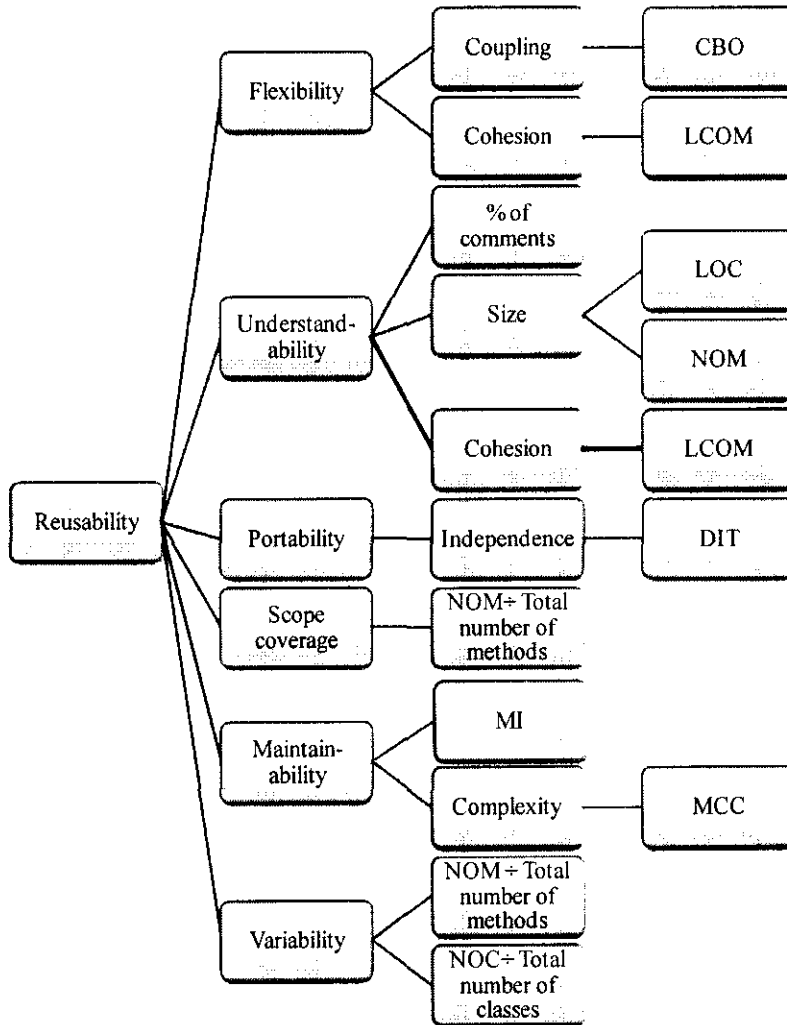 Reusability
Flexibility
Coupling
CBO
Cohesion
LCOM
Understand-
ability
% of
comments
Size
LOC
NOM
Cohesion
LCOM
Portability
Independence
DIT
Scope
coverage
NOM÷ Total
number of
methods
Maintain-
ability
MI
Complexity
MCC
Variability
NOM ÷ Total
number of
methods
NOC÷ Total
number of
classes